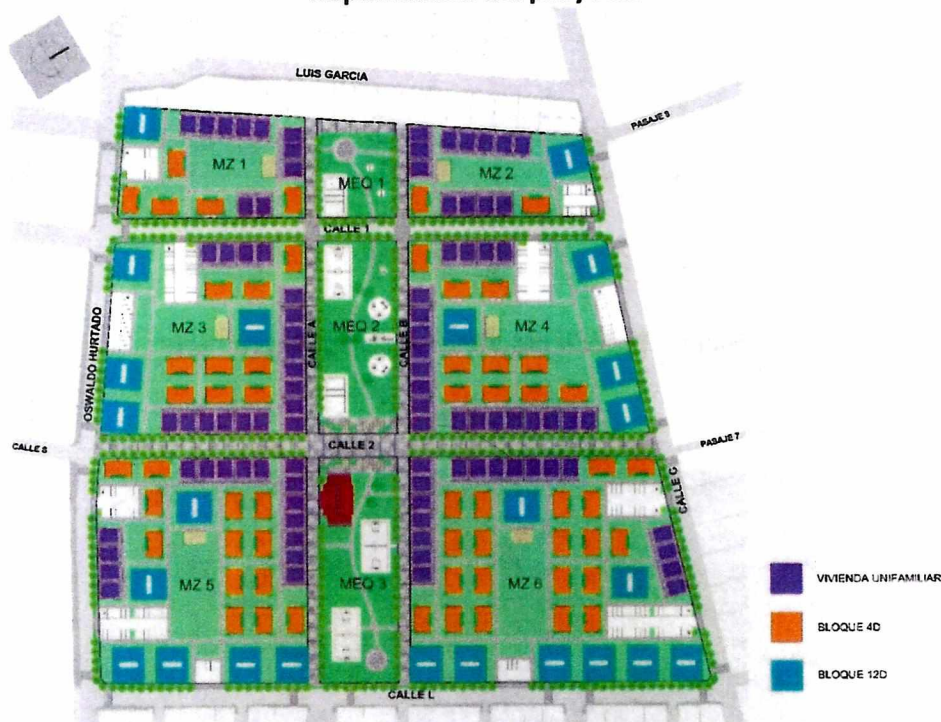 LUIS GARCIA
PASAJE 8
MZ 1
MEQ 1
MZ 2
CALLE 1
OSWALDO HURTADO
MZ 3
CALLE A
MEQ 2
CALLE B
MZ 4
CALLE 2
PASAJE 7
CALLE C
MZ 5
MEQ 3
MZ 6
VIVIENDA UNIFAMILIAR
BLOQUE 4D
BLOQUE 12D
CALLE L